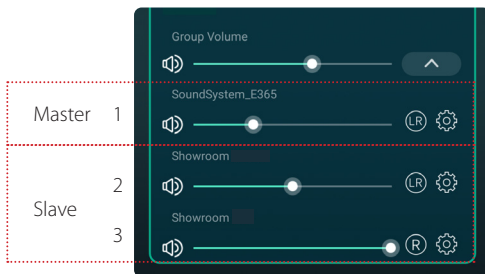 Group Volume
SoundSystem_E365
Master 1
LR
Showroom
2
LR
Slave
Showroom
3
R